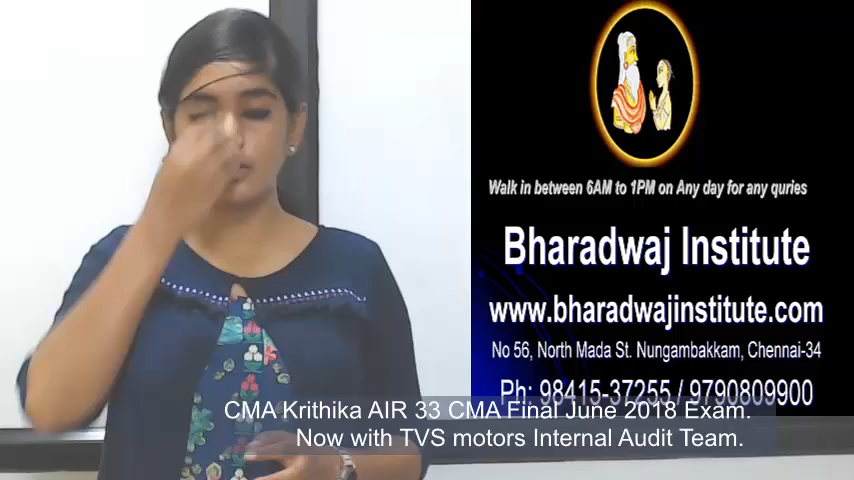 Walk in between 6AM to 1PM on Any day for any quries
Bharadwaj Institute
www.bharadwajinstitute.com
No 56, North Mada St. Nungambakkam, Chennai-34
Ph: 98415-37255 / 9790809900
CMA Krithika AIR 33 CMA Final June 2018 Exam.
Now with TVS motors Internal Audit Team.